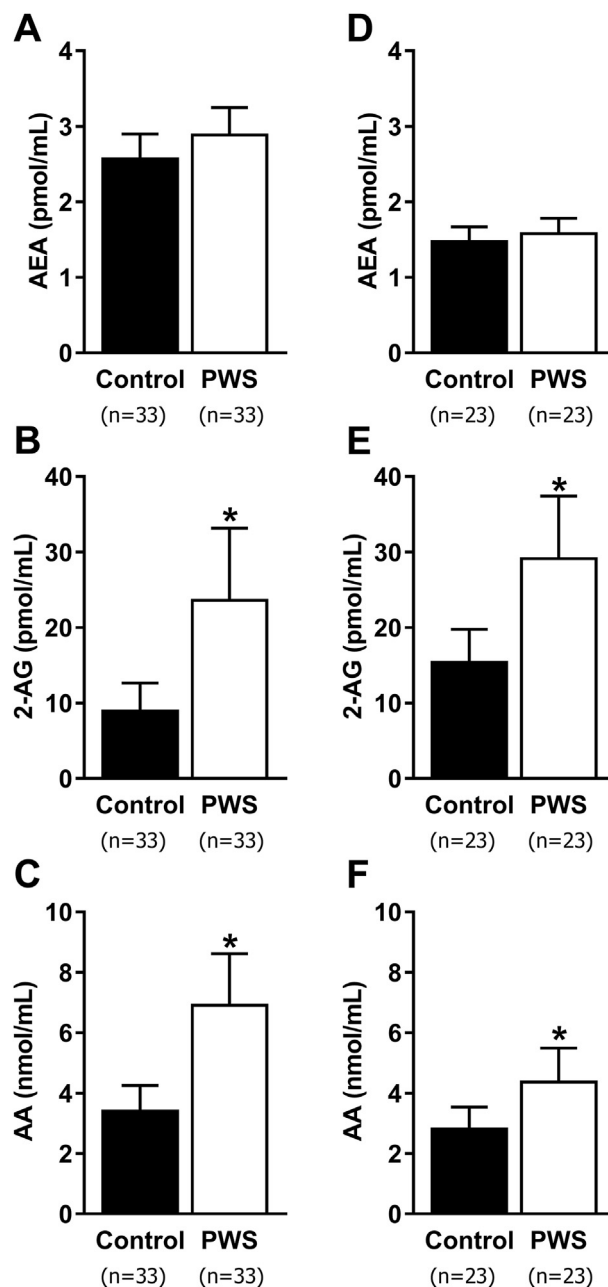 A
AEA (pmol/mL)
4
3
2
1
0
Control PWS
(n=33) (n=33)
D
AEA (pmol/mL)
4
3
2
1
0
Control PWS
(n=23) (n=23)
B
2-AG (pmol/mL)
40
30
20
10
0
*
Control PWS
(n=33) (n=33)
E
2-AG (pmol/mL)
40
30
20
10
0
*
Control PWS
(n=23) (n=23)
C
AA (nmol/mL)
10
8
6
4
2
0
*
Control PWS
(n=33) (n=33)
F
AA (nmol/mL)
10
8
6
4
2
0
*
Control PWS
(n=23) (n=23)